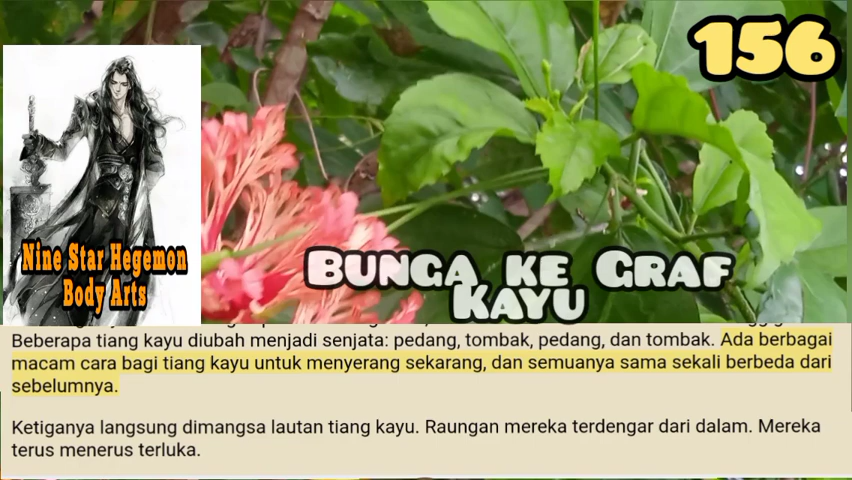 156
Nine Star Hegemon
Body Arts
Bunga ke Graf
Kayu
Beberapa tiang kayu diubah menjadi senjata: pedang, tombak, pedang, dan tombak. Ada berbagai
macam cara bagi tiang kayu untuk menyerang sekarang, dan semuanya sama sekali berbeda dari
sebelumnya.
Ketiganya langsung dimangsa lautan tiang kayu. Raungan mereka terdengar dari dalam. Mereka
terus menerus terluka.